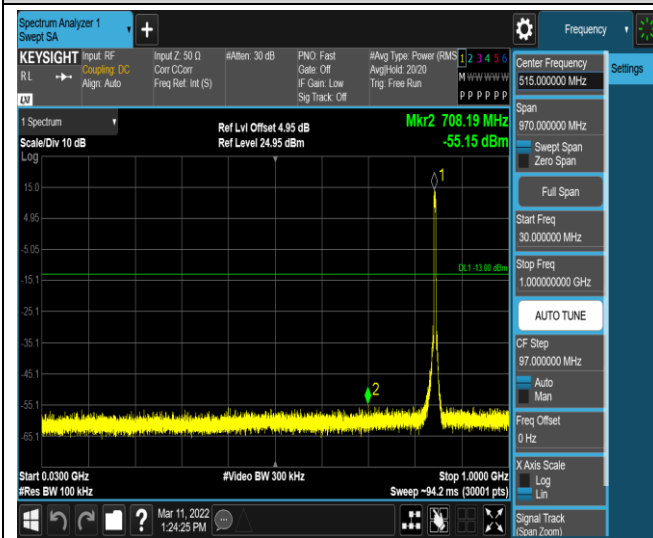 Spectrum Analyzer 1
Swept SA
+
Frequency
KEYSIGHT
RL
LXI
Input: RF
Coupling: DC
Align: Auto
Input Z: 50 Ω
Corr CCorr
Freq Ref: Int (S)
#Atten: 30 dB
PNO: Fast
Gate: Off
IF Gain: Low
Sig Track: Off
#Avg Type: Power (RMS
Avg|Hold: 20/20
Trig: Free Run
1 2 3 4 5 6
M W W W W W
P P P P P P
1 Spectrum
Scale/Div 10 dB
Log
Ref Lvl Offset 4.95 dB
Ref Level 24.95 dBm
Mkr2 708.19 MHz
-55.15 dBm
15.0
4.95
-5.05
-15.1
-25.1
-35.1
-45.1
-55.1
-65.1
1
DL1 -13.00 dBm
2
Start 0.0300 GHz
#Res BW 100 kHz
#Video BW 300 kHz
Stop 1.0000 GHz
Sweep ~94.2 ms (30001 pts)
?
Mar 11, 2022
1:24:25 PM
Center Frequency
515.000000 MHz
Span
970.000000 MHz
Swept Span
Zero Span
Full Span
Start Freq
30.000000 MHz
Stop Freq
1.000000000 GHz
AUTO TUNE
CF Step
97.000000 MHz
Auto
Man
Freq Offset
0 Hz
X Axis Scale
Log
Lin
Signal Track
(Span Zoom)
Settings